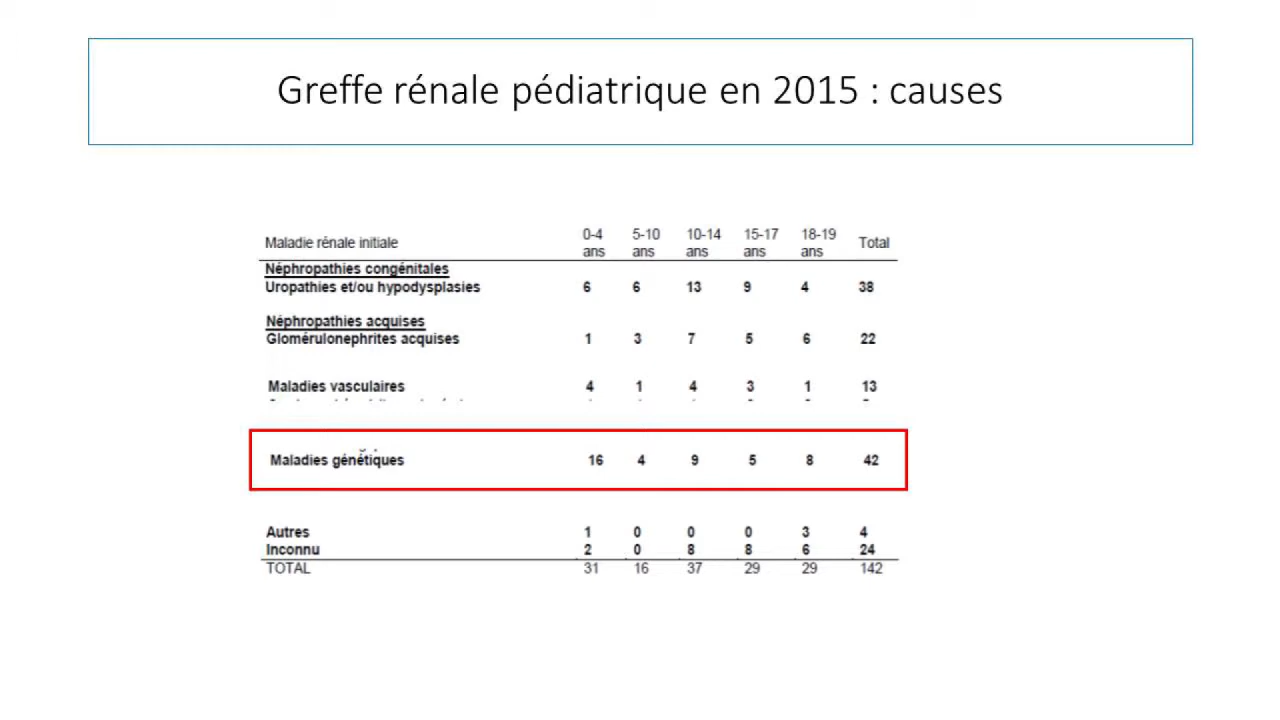 Greffe rénale pédiatrique en 2015 : causes
Maladie rénale initiale 0-4 ans 5-10 ans 10-14 ans 15-17 ans 18-19 ans Total
Néphropathies congénitales
Uropathies et/ou hypodysplasies 6 6 13 9 4 38
Néphropathies acquises
Glomérulonephrites acquises 1 3 7 5 6 22
Maladies vasculaires 4 1 4 3 1 13
Maladies génétiques 16 4 9 5 8 42
Autres 1 0 0 0 3 4
Inconnu 2 0 8 8 6 24
TOTAL 31 16 37 29 29 142